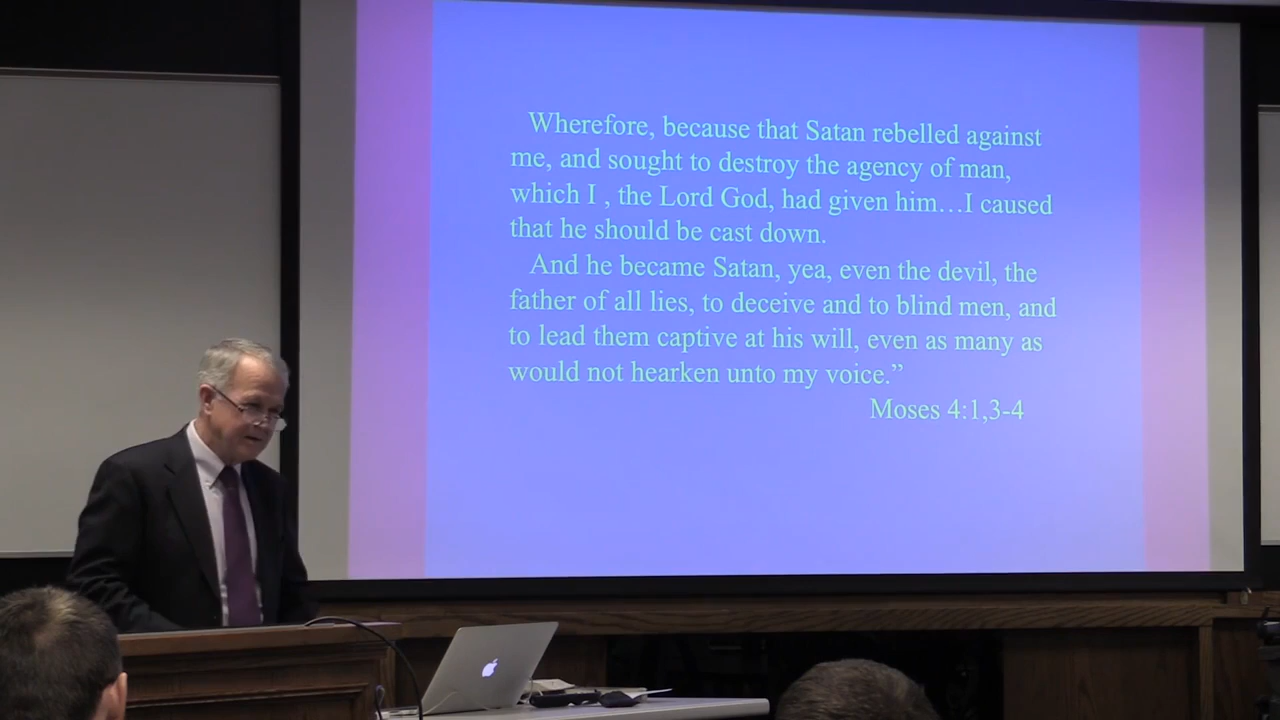 Wherefore, because that Satan rebelled against
me, and sought to destroy the agency of man,
which I , the Lord God, had given him…I caused
that he should be cast down.
And he became Satan, yea, even the devil, the
father of all lies, to deceive and to blind men, and
to lead them captive at his will, even as many as
would not hearken unto my voice.”
Moses 4:1,3-4